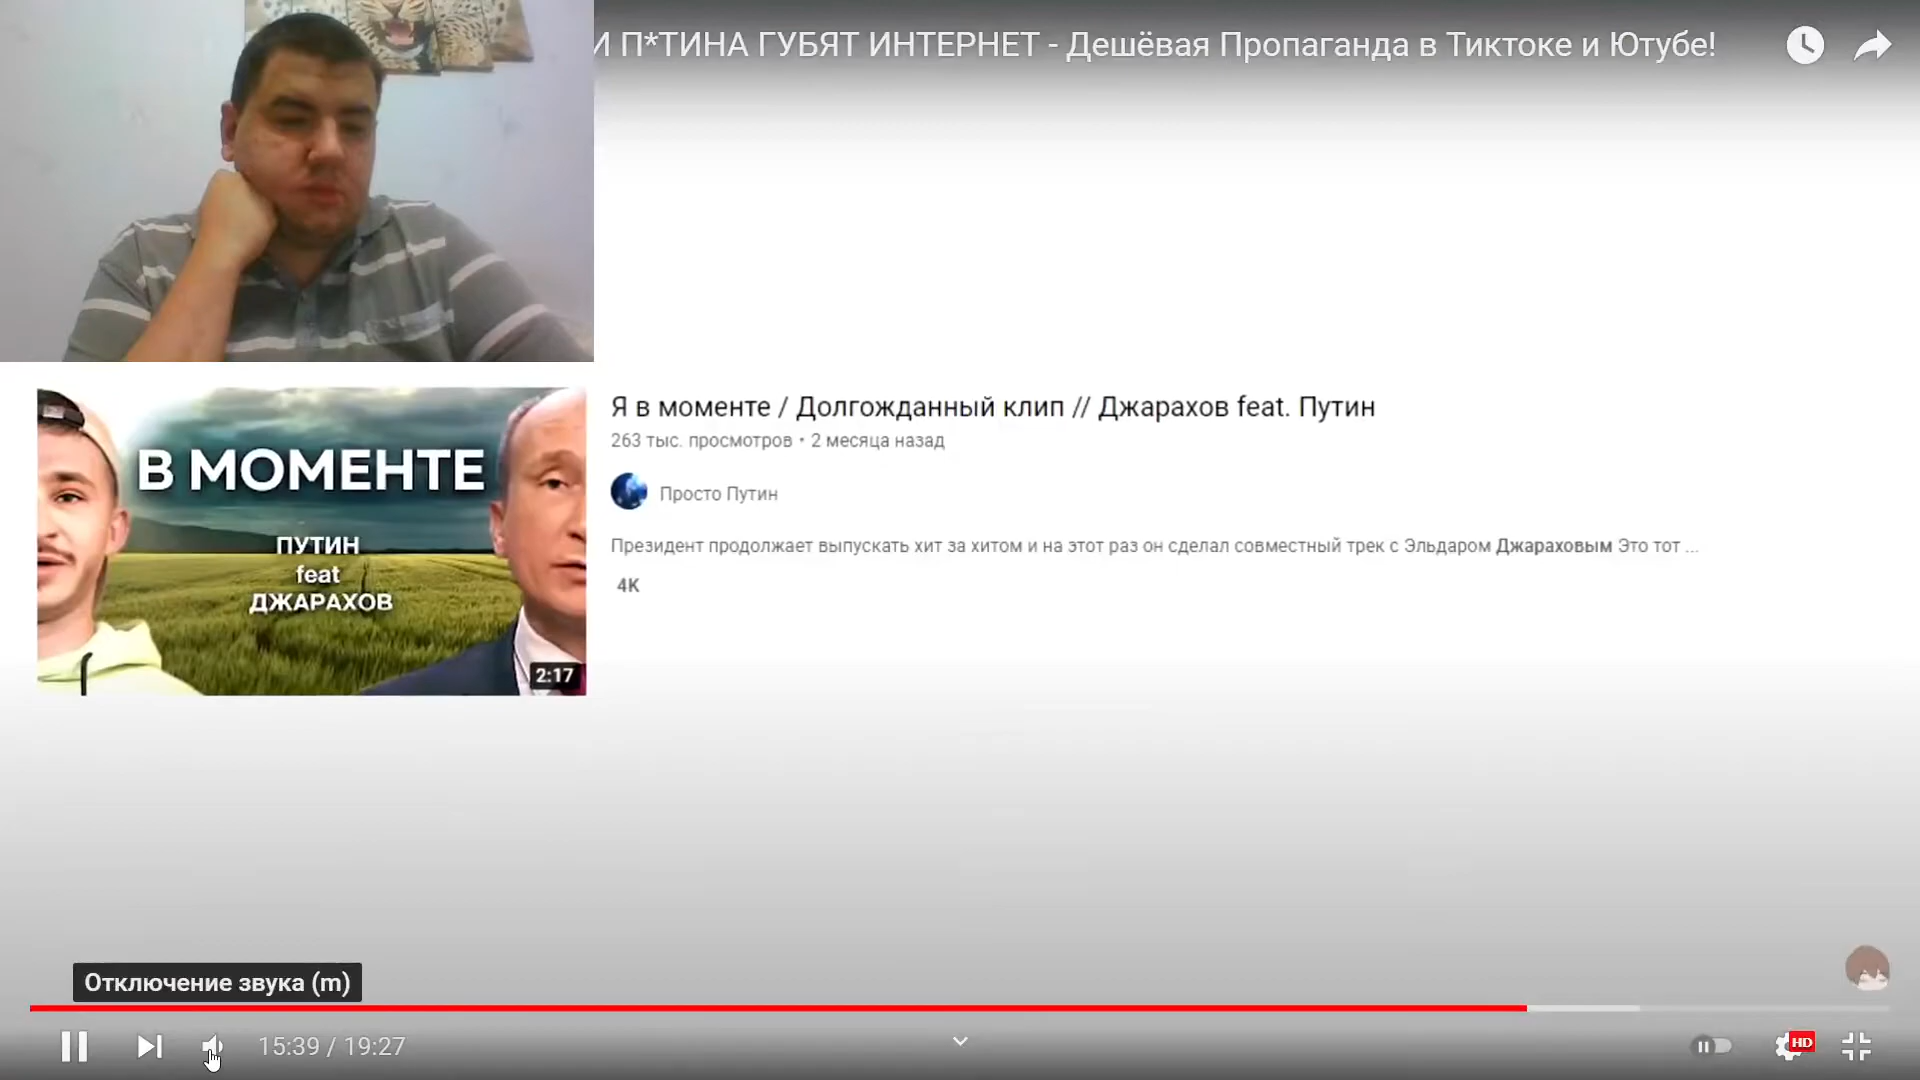 И П*ТИНА ГУБЯТ ИНТЕРНЕТ - Дешёвая Пропаганда в Тиктоке и Ютубе!
Я в моменте / Долгожданный клип // Джарахов feat. Путин
263 тыс. просмотров • 2 месяца назад
Просто Путин
Президент продолжает выпускать хит за хитом и на этот раз он сделал совместный трек с Эльдаром Джараховым Это тот ...
4K
В МОМЕНТЕ
ПУТИН
feat
ДЖАРАХОВ
2:17
Отключение звука (m)
15:39 / 19:27
HD